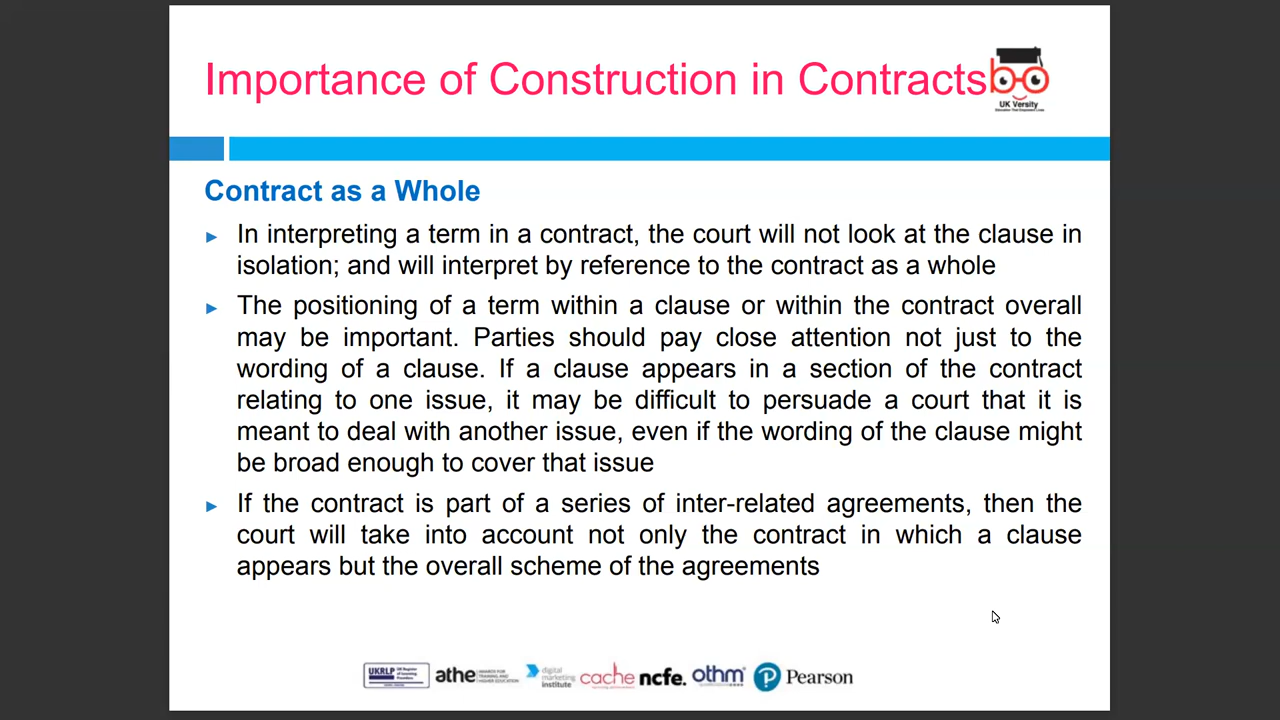 Importance of Construction in Contracts
UK Versity
Contract as a Whole
In interpreting a term in a contract, the court will not look at the clause in
isolation; and will interpret by reference to the contract as a whole
The positioning of a term within a clause or within the contract overall
may be important. Parties should pay close attention not just to the
wording of a clause. If a clause appears in a section of the contract
relating to one issue, it may be difficult to persuade a court that it is
meant to deal with another issue, even if the wording of the clause might
be broad enough to cover that issue
If the contract is part of a series of inter-related agreements, then the
court will take into account not only the contract in which a clause
appears but the overall scheme of the agreements
UKRLP
athe
digital
marketing
institute
cache
ncfe.
othm
Pearson